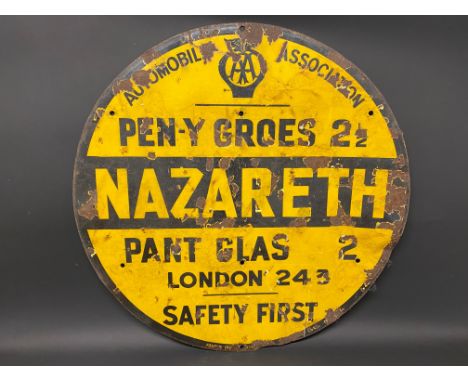 AUTOMOBILE ASSOCIATION
AA
PEN-Y GROES 2½
NAZARETH
PANT GLAS 2
LONDON 243
SAFETY FIRST